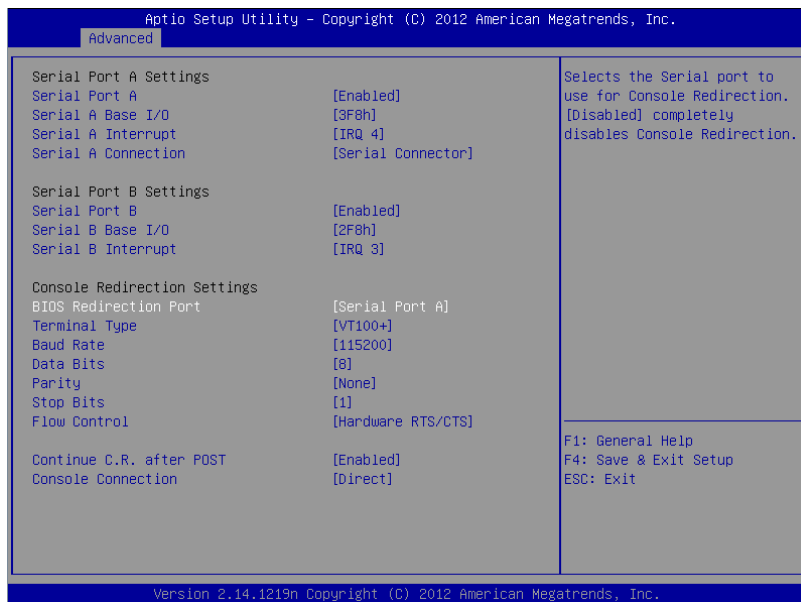 Aptio Setup Utility – Copyright (C) 2012 American Megatrends, Inc.
Advanced
Serial Port A Settings
Serial Port A [Enabled]
Serial A Base I/O [3F8h]
Serial A Interrupt [IRQ 4]
Serial A Connection [Serial Connector]
Serial Port B Settings
Serial Port B [Enabled]
Serial B Base I/O [2F8h]
Serial B Interrupt [IRQ 3]
Console Redirection Settings
BIOS Redirection Port [Serial Port A]
Terminal Type [VT100+]
Baud Rate [115200]
Data Bits [8]
Parity [None]
Stop Bits [1]
Flow Control [Hardware RTS/CTS]
Continue C.R. after POST [Enabled]
Console Connection [Direct]
Selects the Serial port to
use for Console Redirection.
[Disabled] completely
disables Console Redirection.
F1: General Help
F4: Save & Exit Setup
ESC: Exit
Version 2.14.1219n Copyright (C) 2012 American Megatrends, Inc.